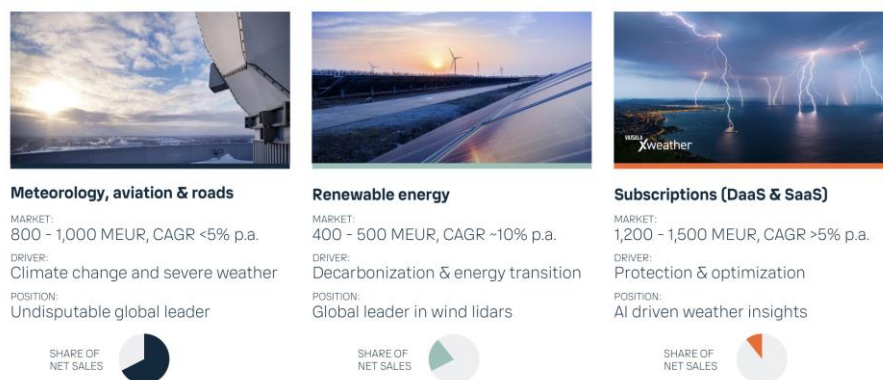 VAISALA
Xweather
Meteorology, aviation & roads
MARKET:
800 - 1,000 MEUR, CAGR <5% p.a.
DRIVER:
Climate change and severe weather
POSITION:
Undisputable global leader
SHARE OF
NET SALES
Renewable energy
MARKET:
400 - 500 MEUR, CAGR ~10% p.a.
DRIVER:
Decarbonization & energy transition
POSITION:
Global leader in wind lidars
SHARE OF
NET SALES
Subscriptions (DaaS & SaaS)
MARKET:
1,200 - 1,500 MEUR, CAGR >5% p.a.
DRIVER:
Protection & optimization
POSITION:
AI driven weather insights
SHARE OF
NET SALES